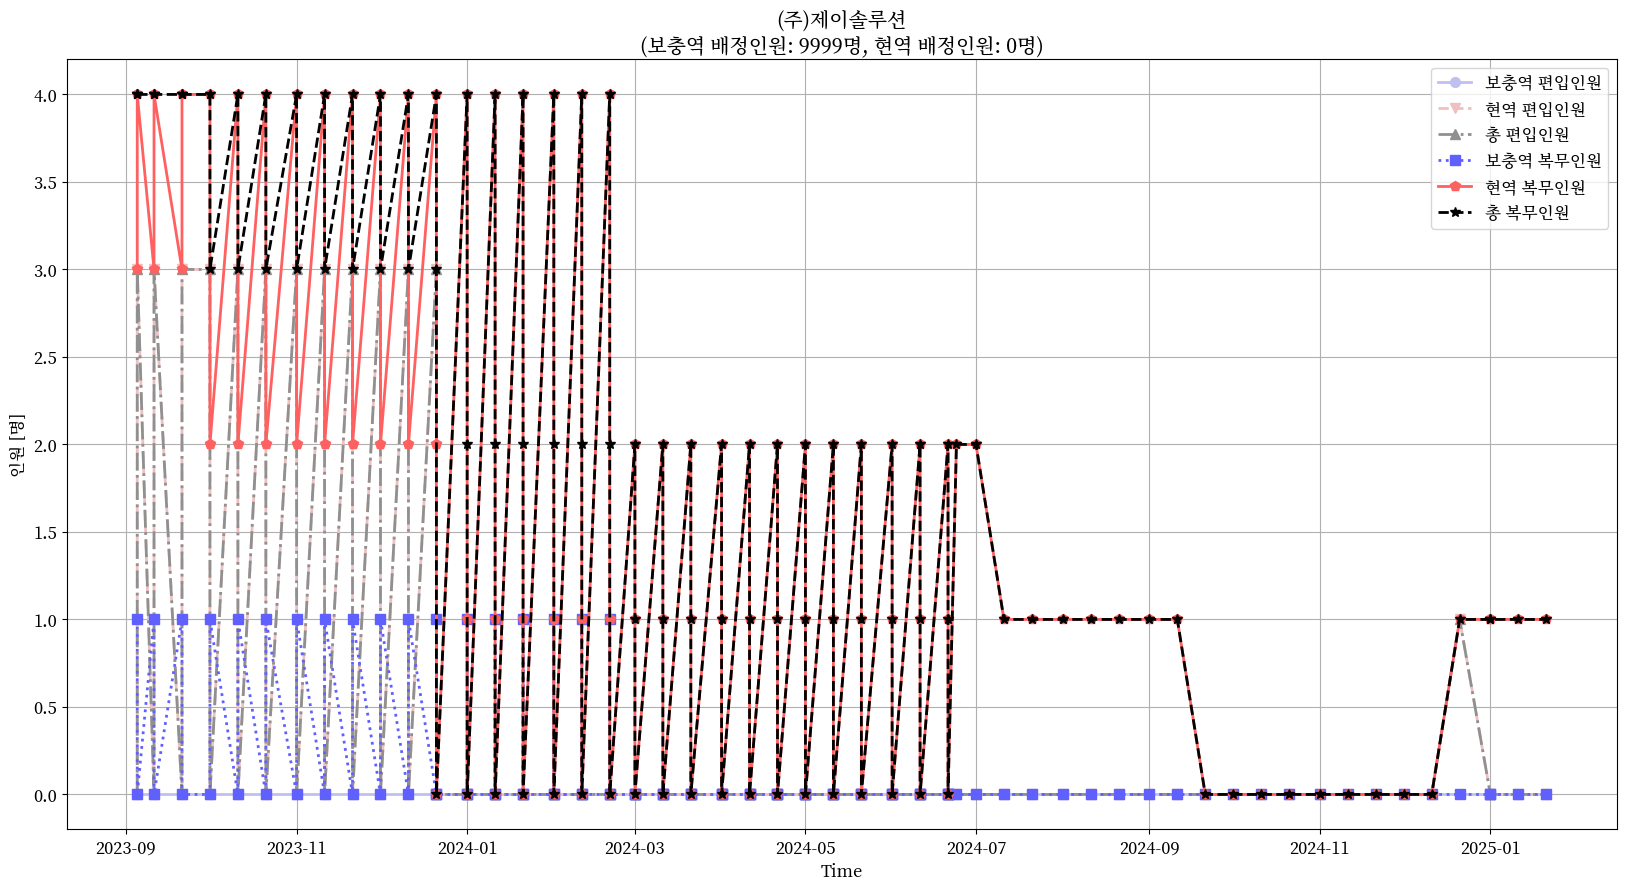 (주)제이솔루션
(보충역 배정인원: 9999명, 현역 배정인원: 0명)
보충역 편입인원
현역 편입인원
총 편입인원
보충역 복무인원
현역 복무인원
총 복무인원
인원 [명]
4.0
3.5
3.0
2.5
2.0
1.5
1.0
0.5
0.0
2023-09
2023-11
2024-01
2024-03
2024-05
2024-07
2024-09
2024-11
2025-01
Time